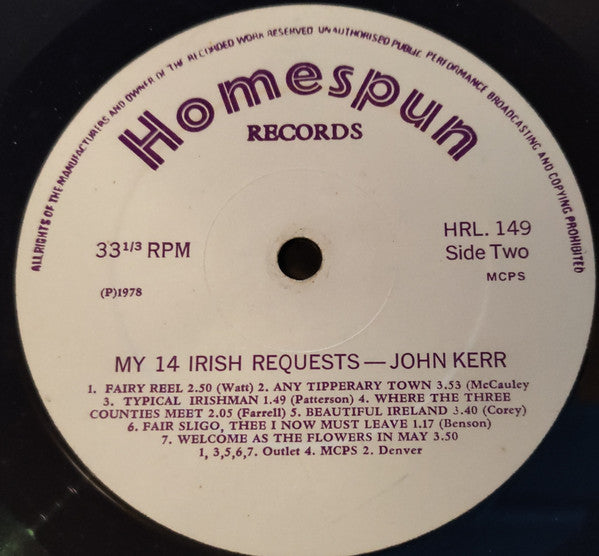 ALL RIGHTS OF THE MANUFACTURERS AND OWNER OF THE RECORDED WORK RESERVED UNAUTHORISED PUBLIC PERFORMANCE BROADCASTING AND COPYING PROHIBITED
Homespun
RECORDS
33 1/3 RPM
HRL. 149
Side Two
MCPS
(P)1978
MY 14 IRISH REQUESTS—JOHN KERR
1. FAIRY REEL 2.50 (Watt) 2. ANY TIPPERARY TOWN 3.53 (McCauley
3. TYPICAL IRISHMAN 1.49 (Patterson) 4. WHERE THE THREE
COUNTIES MEET 2.05 (Farrell) 5. BEAUTIFUL IRELAND 3.40 (Corey)
6. FAIR SLIGO, THEE I NOW MUST LEAVE 1.17 (Benson)
7. WELCOME AS THE FLOWERS IN MAY 3.50
1, 3,5,6,7. Outlet 4. MCPS 2. Denver